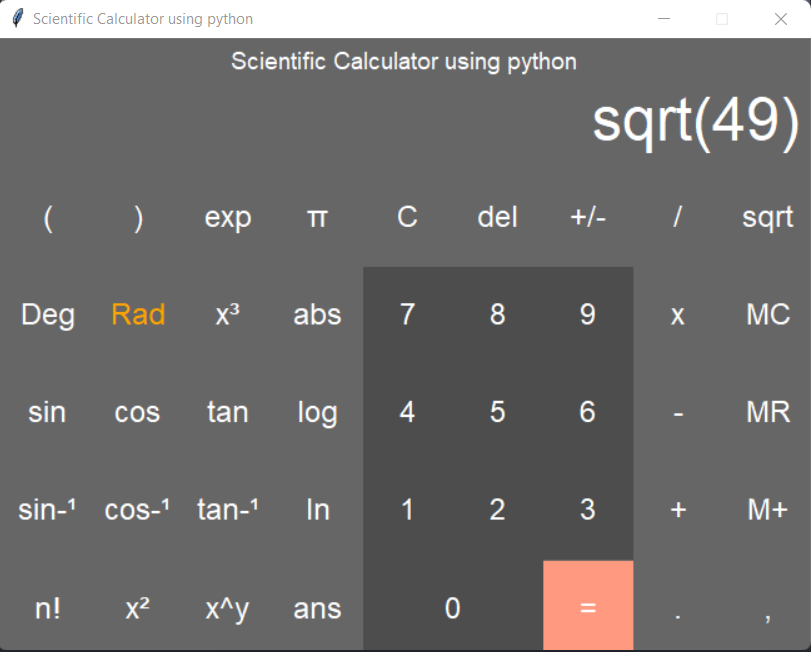 Scientific Calculator using python
Scientific Calculator using python
sqrt(49)
( ) exp π C del +/- / sqrt
Deg Rad x³ abs 7 8 9 x MC
sin cos tan log 4 5 6 - MR
sin-¹ cos-¹ tan-¹ ln 1 2 3 + M+
n! x² x^y ans 0 = . ,